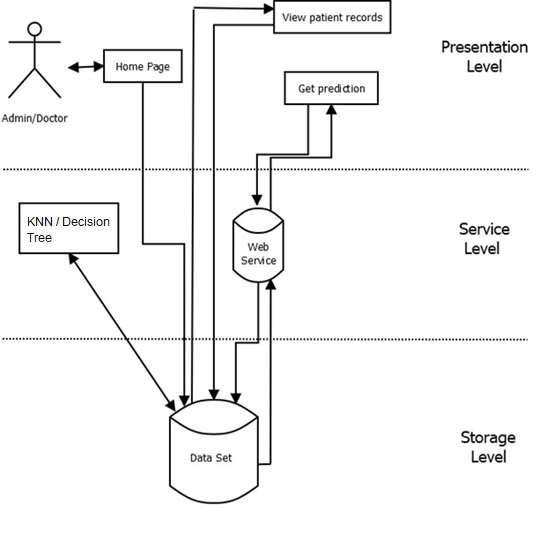 View patient records
Presentation
Level
Home Page
Get prediction
Admin/Doctor
KNN / Decision
Tree
Service
Level
Web
Service
Data Set
Storage
Level